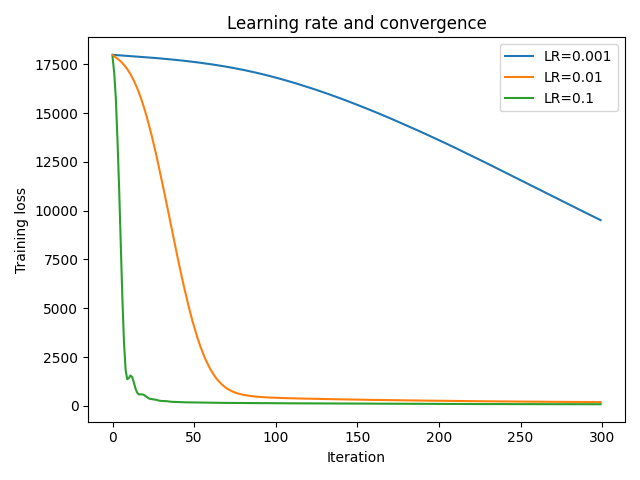 Learning rate and convergence
LR=0.001
LR=0.01
LR=0.1
Training loss
17500
15000
12500
10000
7500
5000
2500
0
0 50 100 150 200 250 300
Iteration